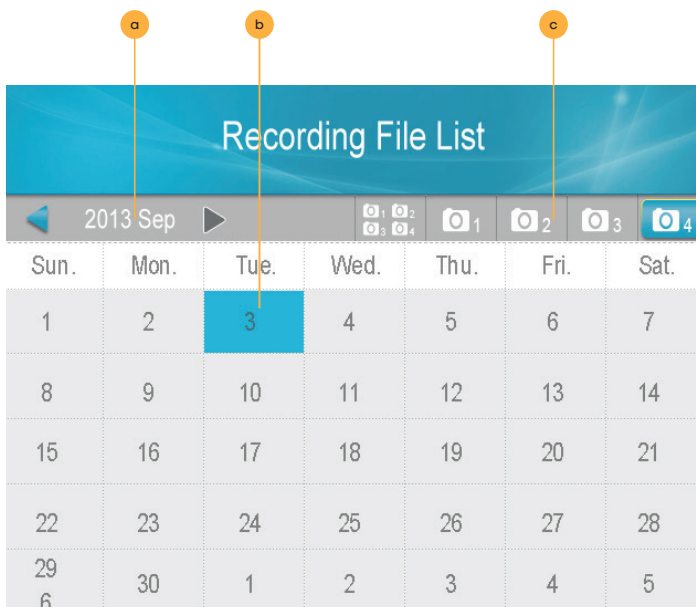 a b c
Recording File List
2013 Sep 1 2 3 4 1 2 3 4
Sun. Mon. Tue. Wed. Thu. Fri. Sat.
1 2 3 4 5 6 7
8 9 10 11 12 13 14
15 16 17 18 19 20 21
22 23 24 25 26 27 28
29 30 1 2 3 4 5
6